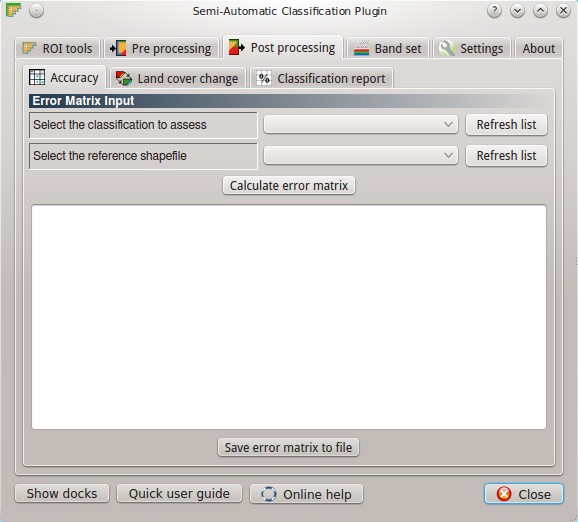 Semi-Automatic Classification Plugin
ROI tools Pre processing Post processing Band set Settings About
Accuracy Land cover change % Classification report
Error Matrix Input
Select the classification to assess Refresh list
Select the reference shapefile Refresh list
Calculate error matrix
Save error matrix to file
Show docks Quick user guide Online help Close